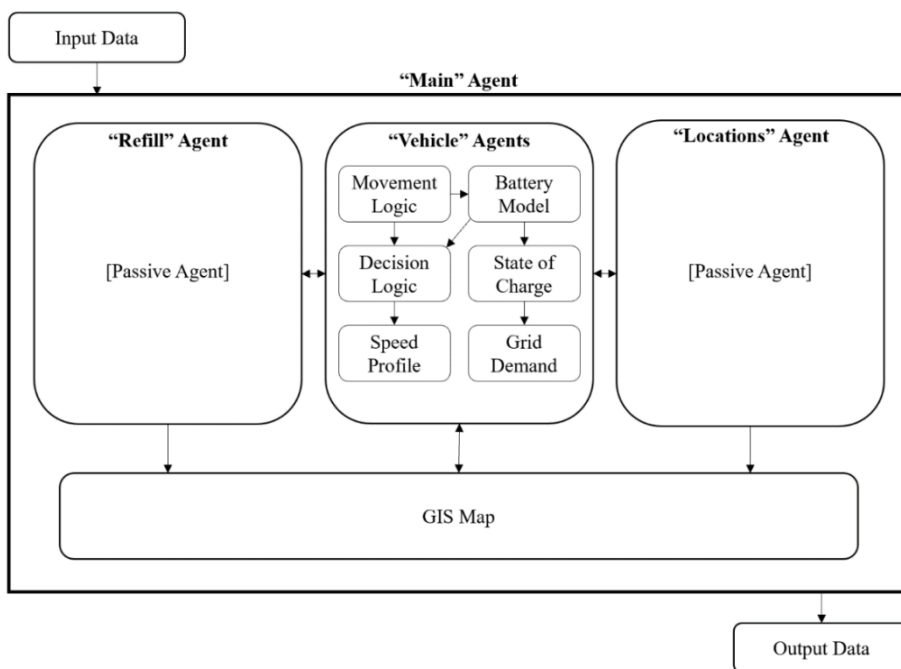 Input Data
“Main” Agent
“Refill” Agent
[Passive Agent]
“Vehicle” Agents
Movement
Logic
Battery
Model
Decision
Logic
State of
Charge
Speed
Profile
Grid
Demand
“Locations” Agent
[Passive Agent]
GIS Map
Output Data